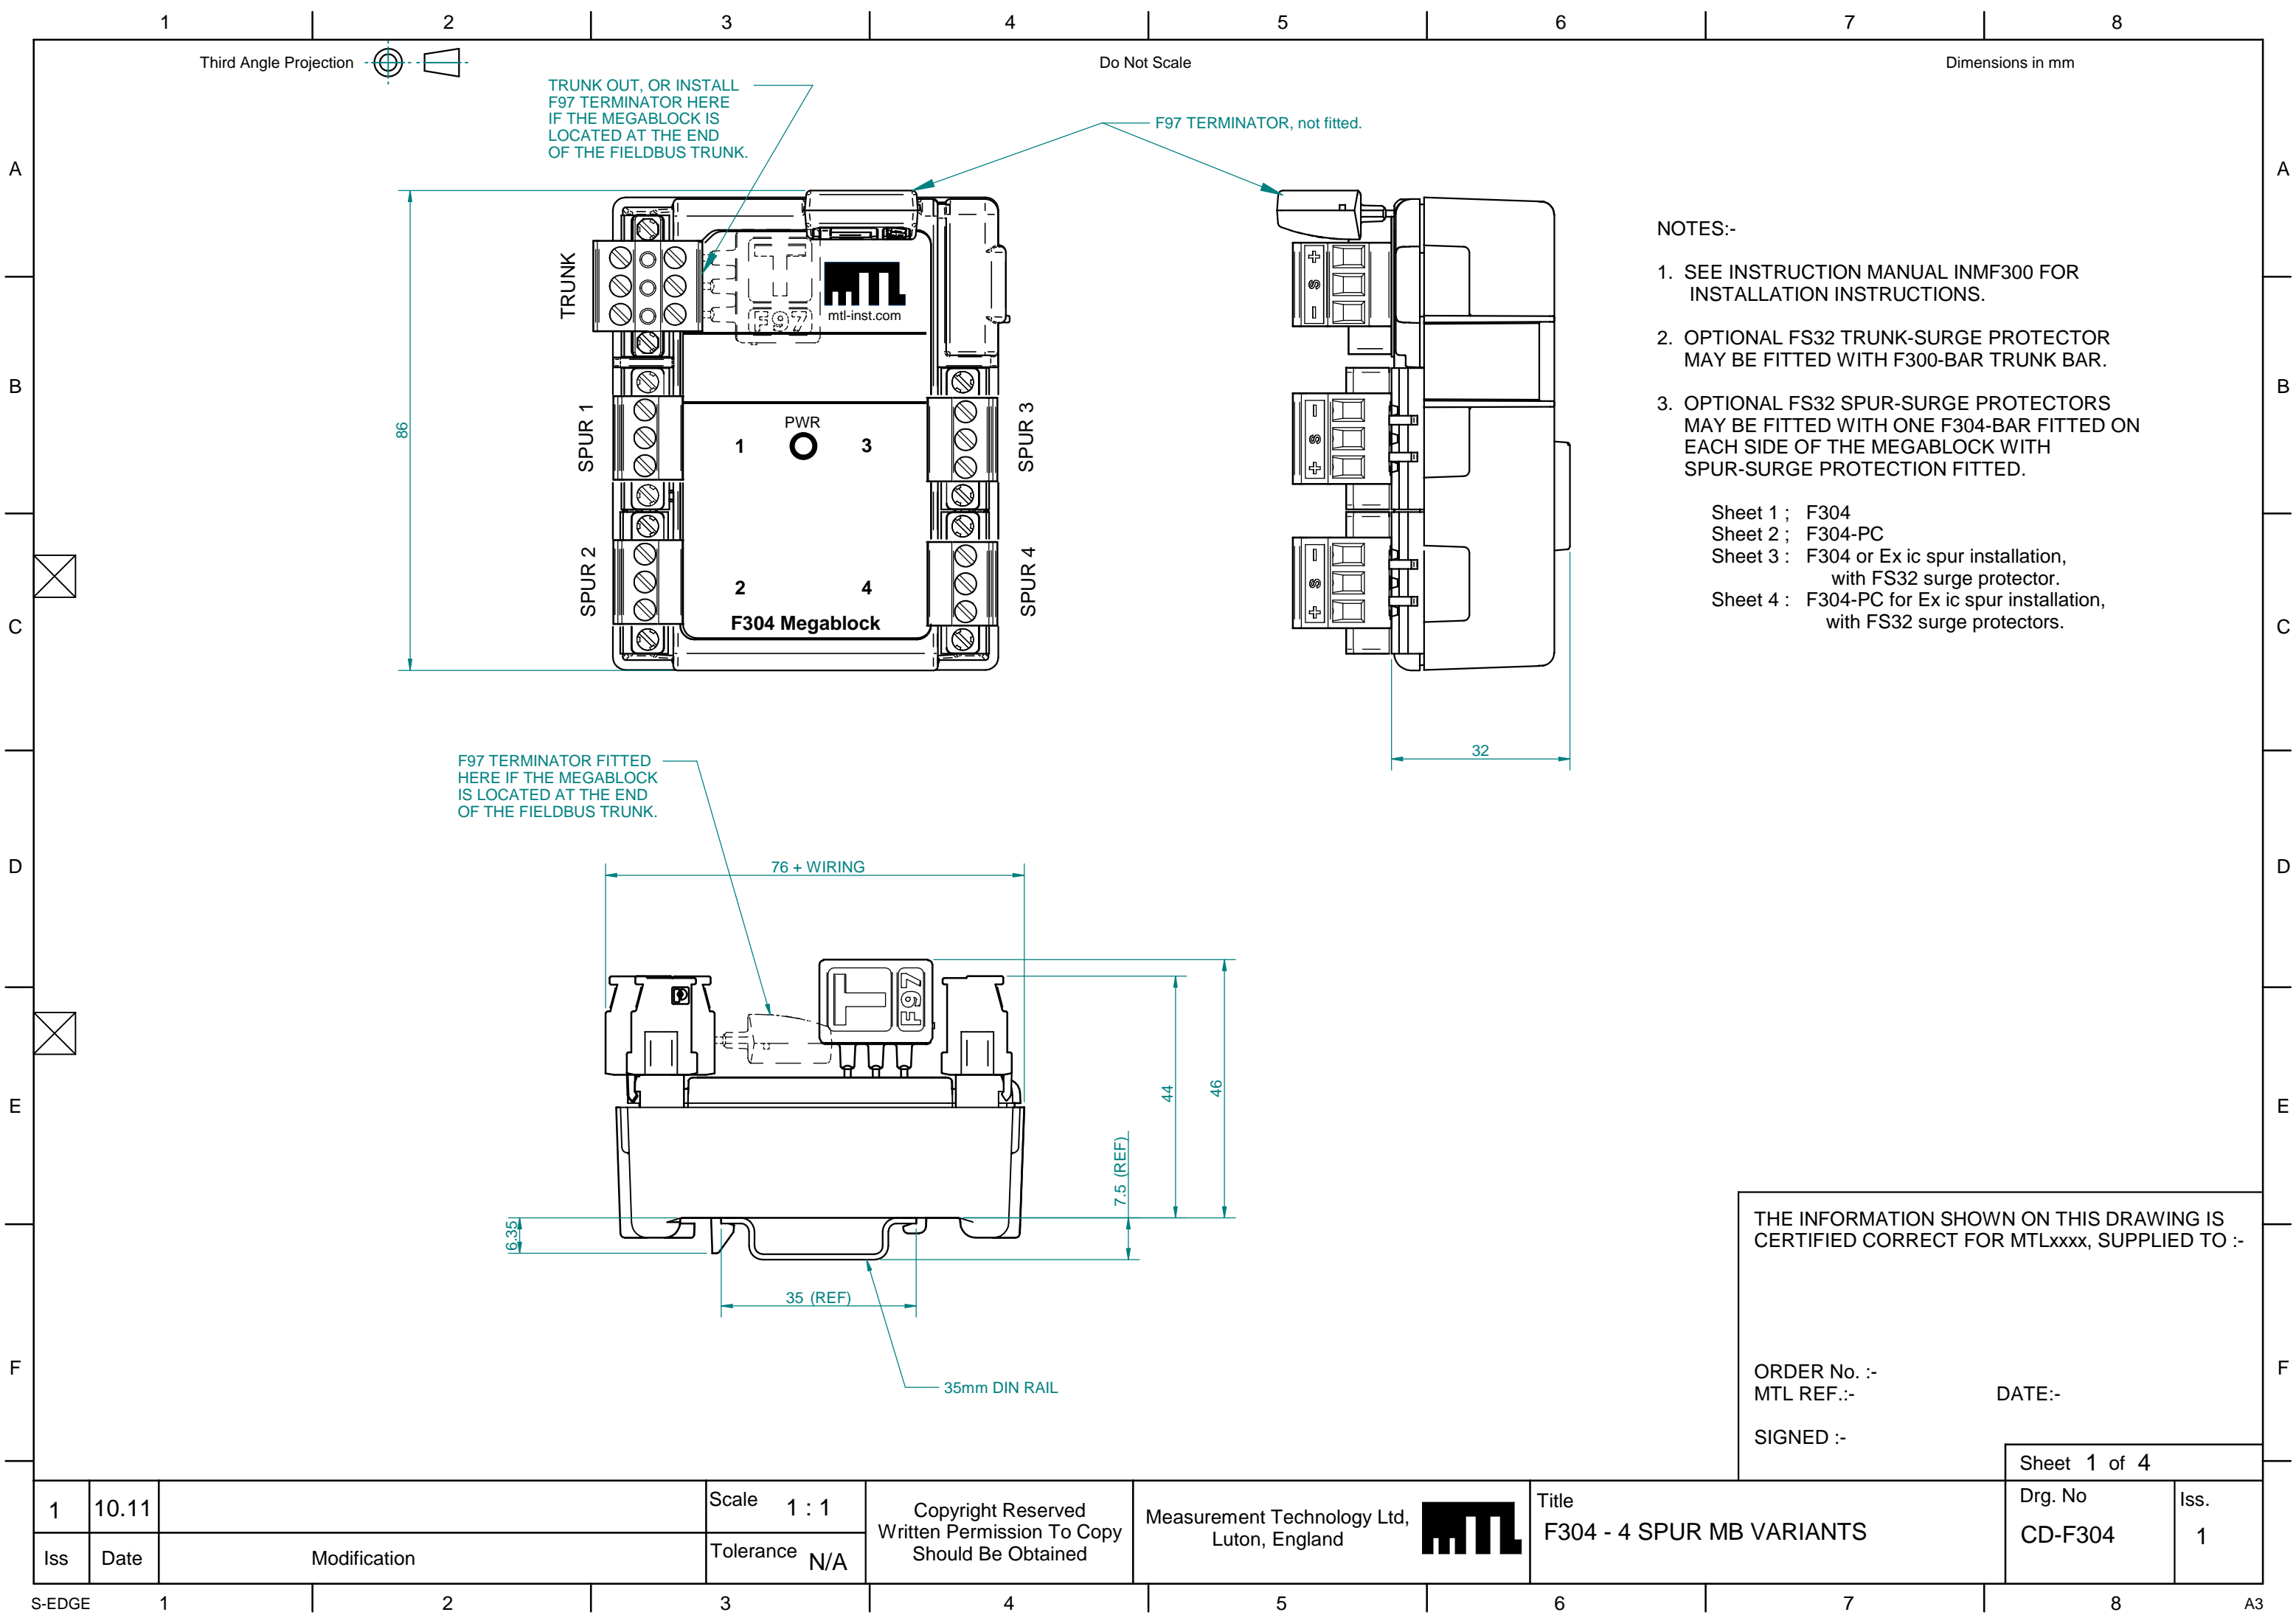 1 2 3 4 5 6 7 8
Third Angle Projection
Do Not Scale
Dimensions in mm
TRUNK OUT, OR INSTALL
F97 TERMINATOR HERE
IF THE MEGABLOCK IS
LOCATED AT THE END
OF THE FIELDBUS TRUNK.
F97 TERMINATOR, not fitted.
A
A
86
TRUNK
T
F97
MTL
mtl-inst.com
+ S -
NOTES:-
1. SEE INSTRUCTION MANUAL INMF300 FOR
INSTALLATION INSTRUCTIONS.
2. OPTIONAL FS32 TRUNK-SURGE PROTECTOR
MAY BE FITTED WITH F300-BAR TRUNK BAR.
3. OPTIONAL FS32 SPUR-SURGE PROTECTORS
MAY BE FITTED WITH ONE F304-BAR FITTED ON
EACH SIDE OF THE MEGABLOCK WITH
SPUR-SURGE PROTECTION FITTED.
Sheet 1 ; F304
Sheet 2 ; F304-PC
Sheet 3 : F304 or Ex ic spur installation,
with FS32 surge protector.
Sheet 4 : F304-PC for Ex ic spur installation,
with FS32 surge protectors.
B
B
SPUR 1
PWR
1
3
SPUR 3
- S +
SPUR 2
2
4
SPUR 4
F304 Megablock
- S +
C
C
32
F97 TERMINATOR FITTED
HERE IF THE MEGABLOCK
IS LOCATED AT THE END
OF THE FIELDBUS TRUNK.
D
D
76 + WIRING
T
F97
44
46
E
E
7.5 (REF)
6.35
35 (REF)
35mm DIN RAIL
F
F
THE INFORMATION SHOWN ON THIS DRAWING IS
CERTIFIED CORRECT FOR MTLxxxx, SUPPLIED TO :-
ORDER No. :-
MTL REF.:-
DATE:-
SIGNED :-
Sheet 1 of 4
1
10.11
Iss
Date
Modification
Scale 1 : 1
Tolerance N/A
Copyright Reserved
Written Permission To Copy
Should Be Obtained
Measurement Technology Ltd,
Luton, England
MTL
Title
F304 - 4 SPUR MB VARIANTS
Drg. No
CD-F304
Iss.
1
S-EDGE
1 2 3 4 5 6 7 8
A3